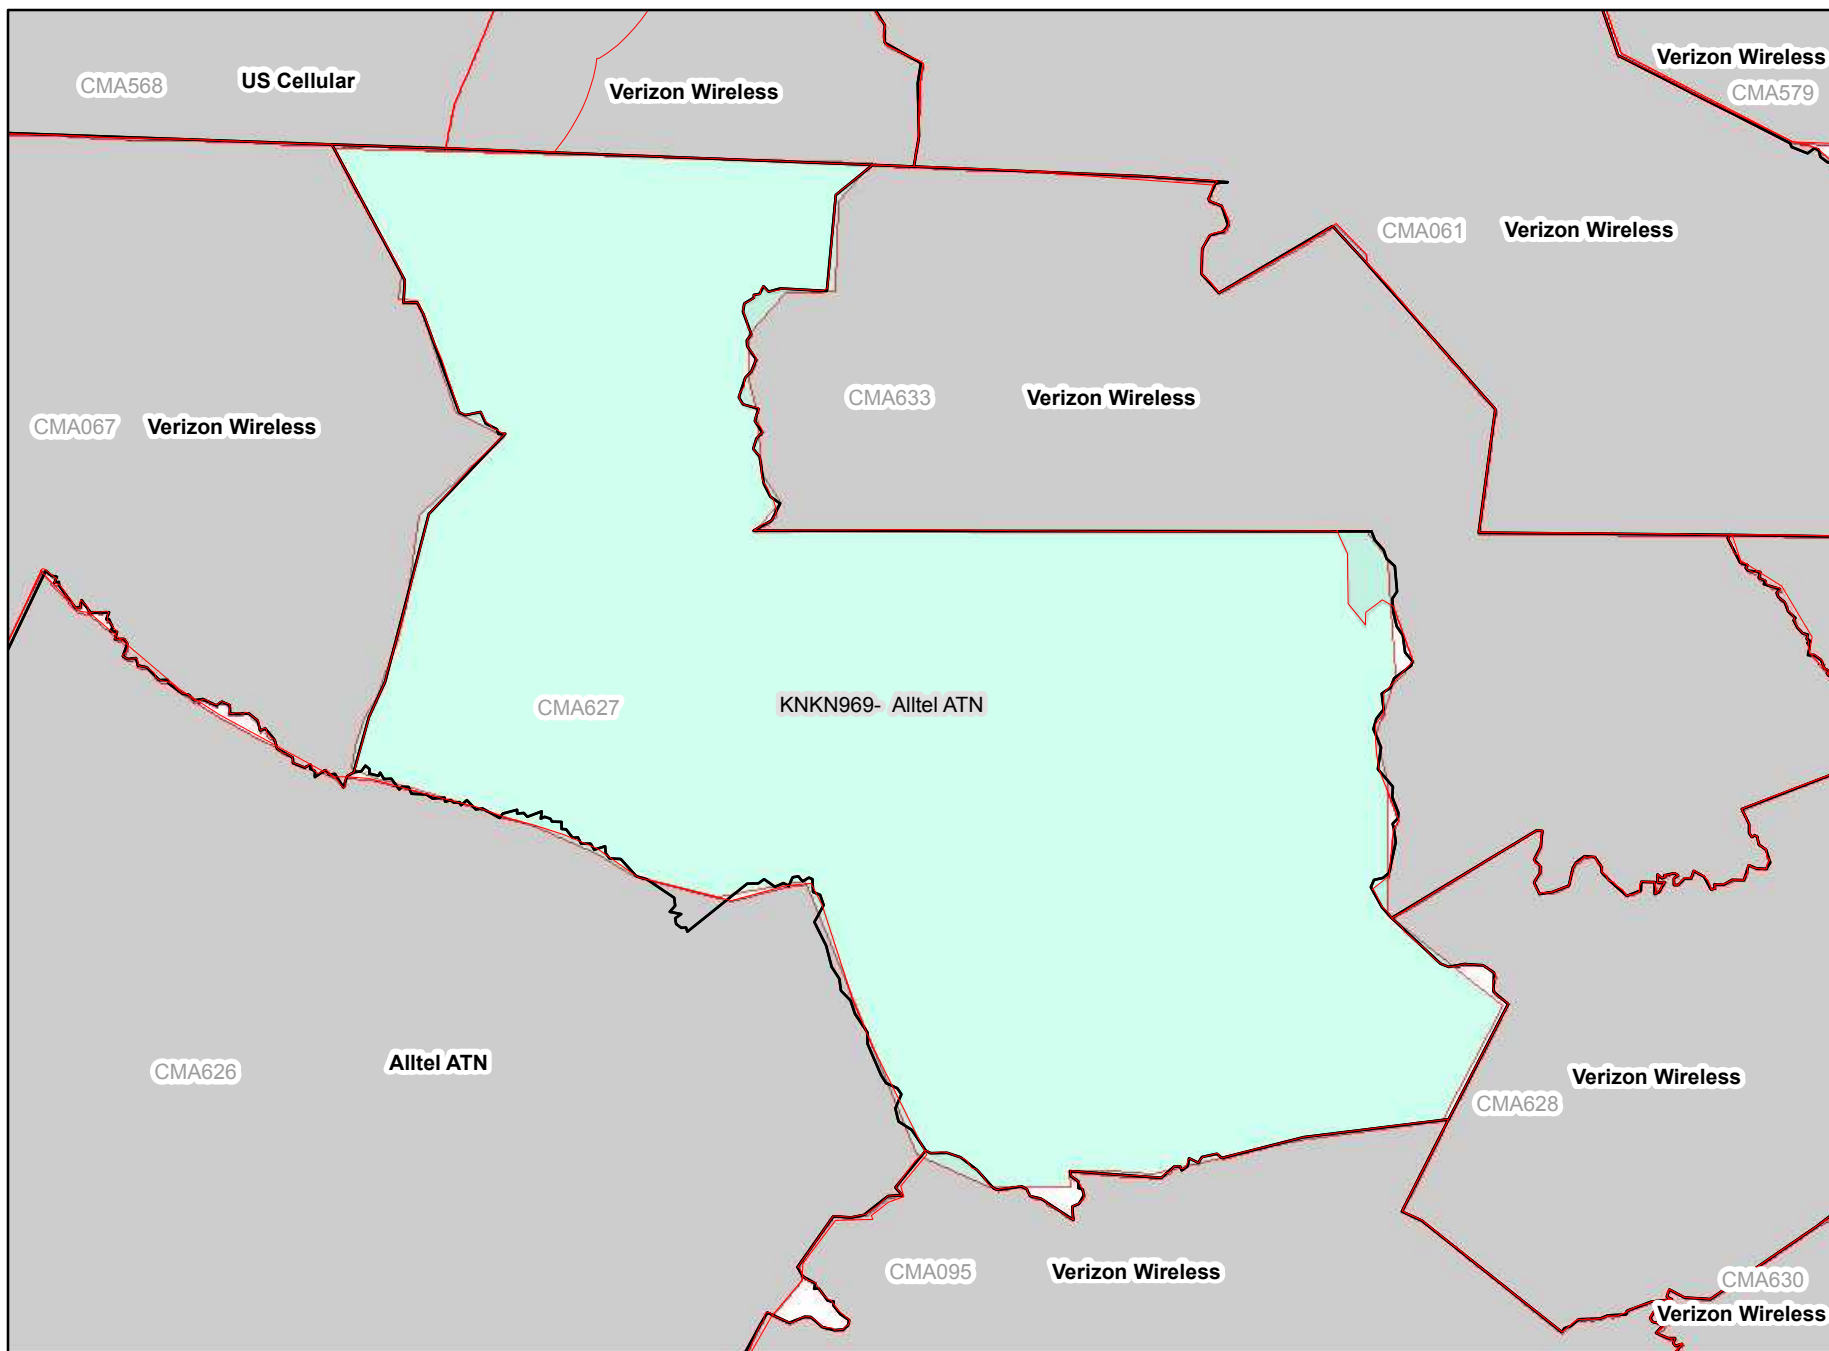 Verizon Wireless
CMA568 US Cellular
Verizon Wireless
CMA579
CMA061 Verizon Wireless
CMA633 Verizon Wireless
CMA067 Verizon Wireless
CMA627 KNKN969- Alltel ATN
CMA626 Alltel ATN
Verizon Wireless
CMA628
CMA095 Verizon Wireless
CMA630
Verizon Wireless